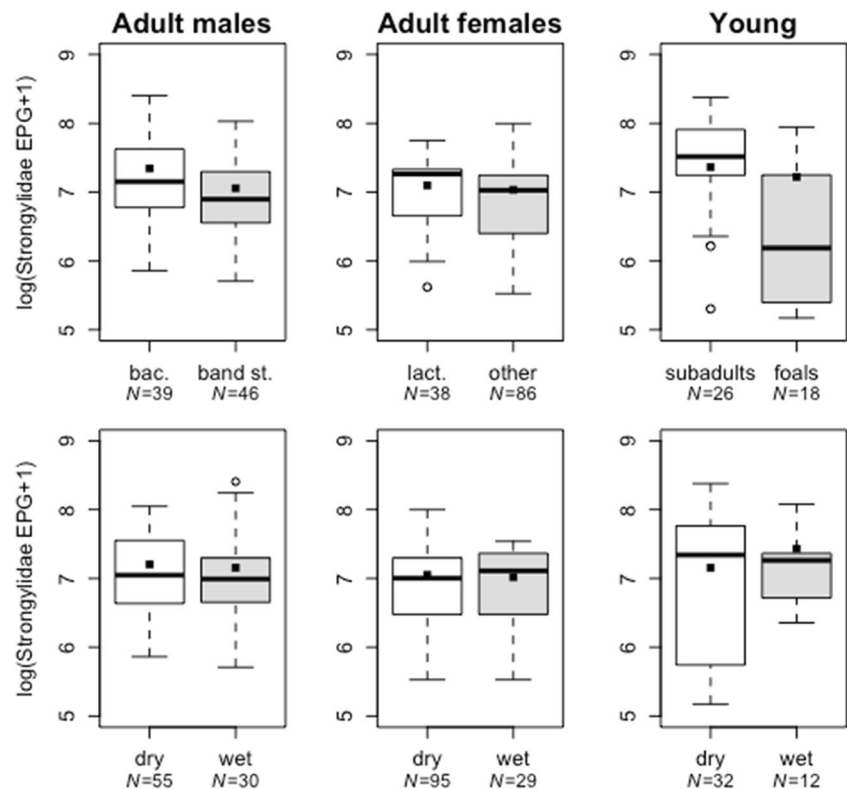 Adult males Adult females Young
log(Strongylidae EPG+1)
9 9 9
8 8 8
7 7 7
6 6 6
5 5 5
bac. band st. lact. other subadults foals
N=39 N=46 N=38 N=86 N=26 N=18
log(Strongylidae EPG+1)
9 9 9
8 8 8
7 7 7
6 6 6
5 5 5
dry wet dry wet dry wet
N=55 N=30 N=95 N=29 N=32 N=12